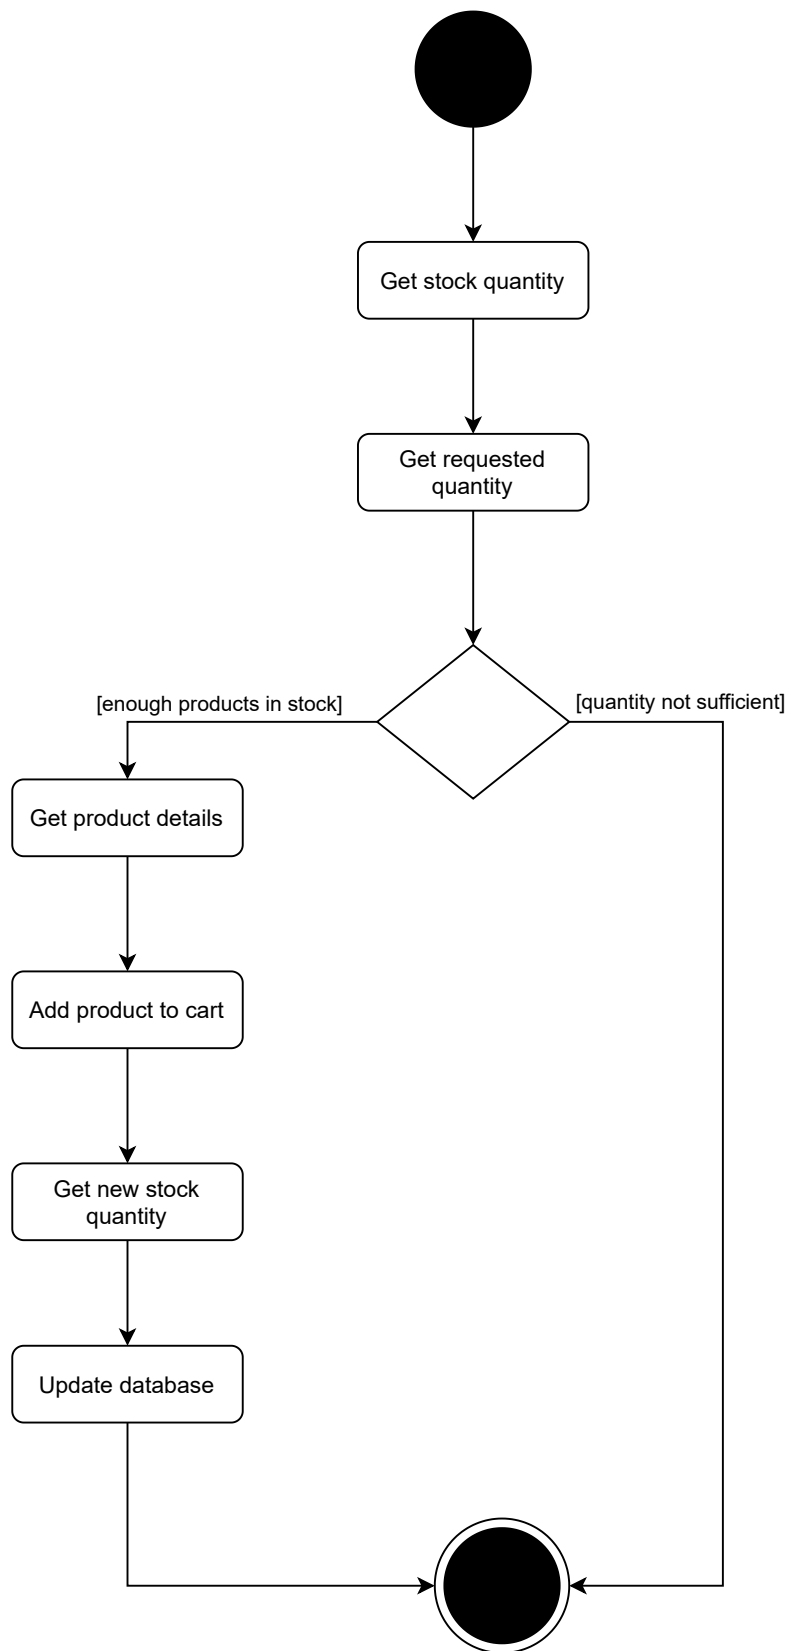 Get stock quantity
Get requested
quantity
[enough products in stock]
[quantity not sufficient]
Get product details
Add product to cart
Get new stock
quantity
Update database